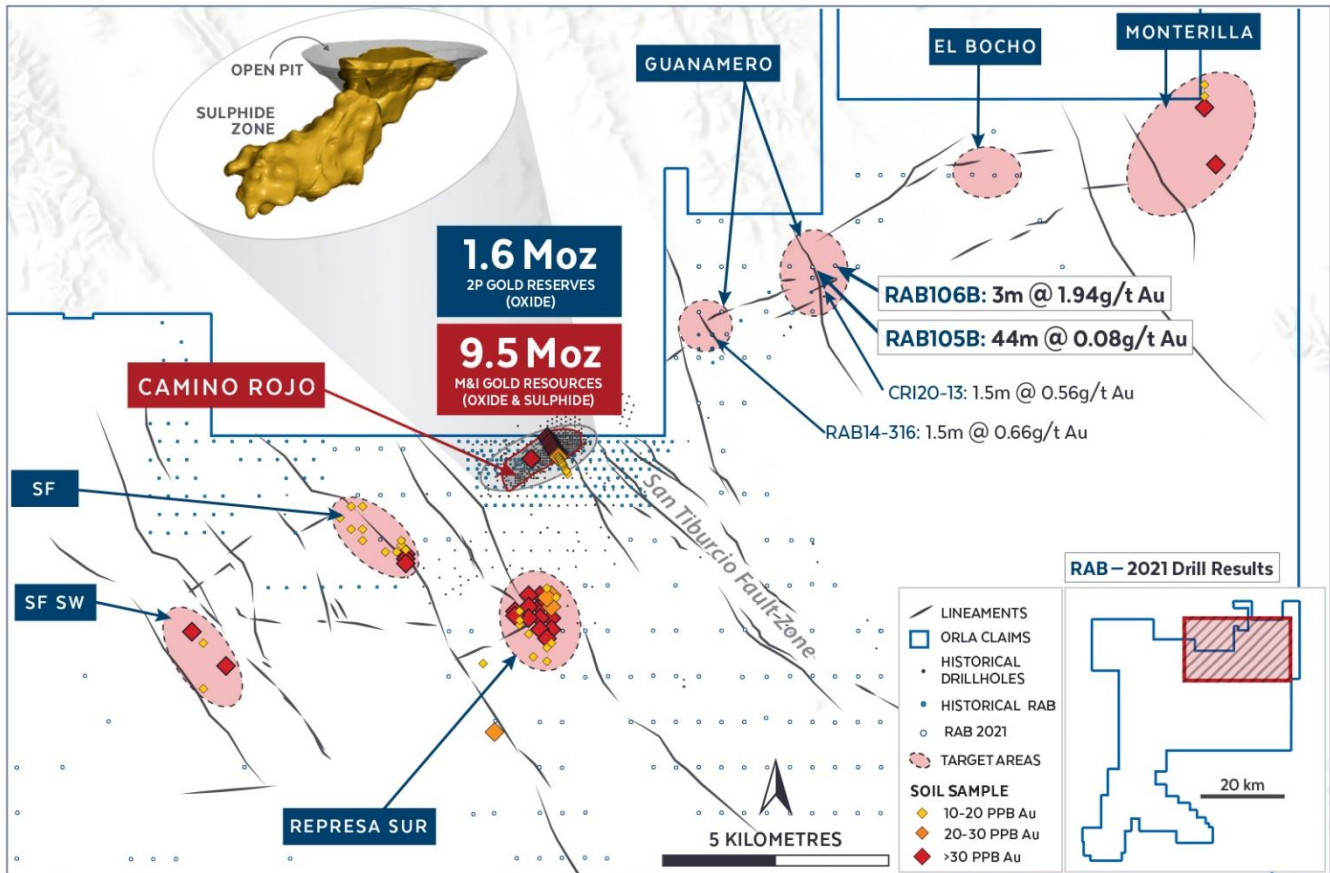 OPEN PIT
SULPHIDE
ZONE
GUANAMERO
EL BOCHO
MONTERILLA
1.6 Moz
2P GOLD RESERVES
(OXIDE)
9.5 Moz
M&I GOLD RESOURCES
(OXIDE & SULPHIDE)
CAMINO ROJO
RAB106B: 3m @ 1.94g/t Au
RAB105B: 44m @ 0.08g/t Au
CRI20-13: 1.5m @ 0.56g/t Au
RAB14-316: 1.5m @ 0.66g/t Au
SF
SF SW
REPRESA SUR
San Tiburcio Fault-Zone
5 KILOMETRES
RAB – 2021 Drill Results
LINEAMENTS
ORLA CLAIMS
HISTORICAL
DRILLHOLES
HISTORICAL RAB
RAB 2021
TARGET AREAS
SOIL SAMPLE
10-20 PPB Au
20-30 PPB Au
>30 PPB Au
20 km